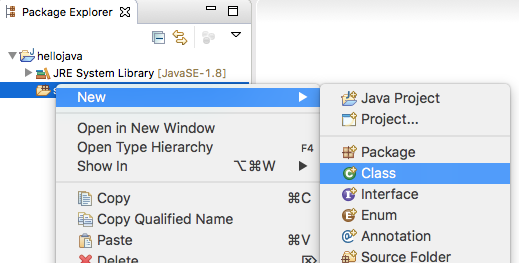 Package Explorer
hellojava
JRE System Library [JavaSE-1.8]
New
Open in New Window
Open Type Hierarchy F4
Show In ⌥⌘W
Copy ⌘C
Copy Qualified Name
Paste ⌘V
Delete ⌦
Java Project
Project...
Package
Class
Interface
Enum
Annotation
Source Folder